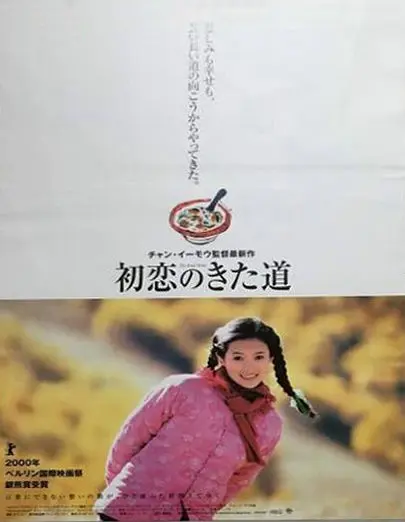 しみも幸せも、
長い道の向こうからやってきた。
チャン・イーモウ監督最新作
初恋のきた道
2000年
ベルリン国際映画祭
銀熊賞受賞